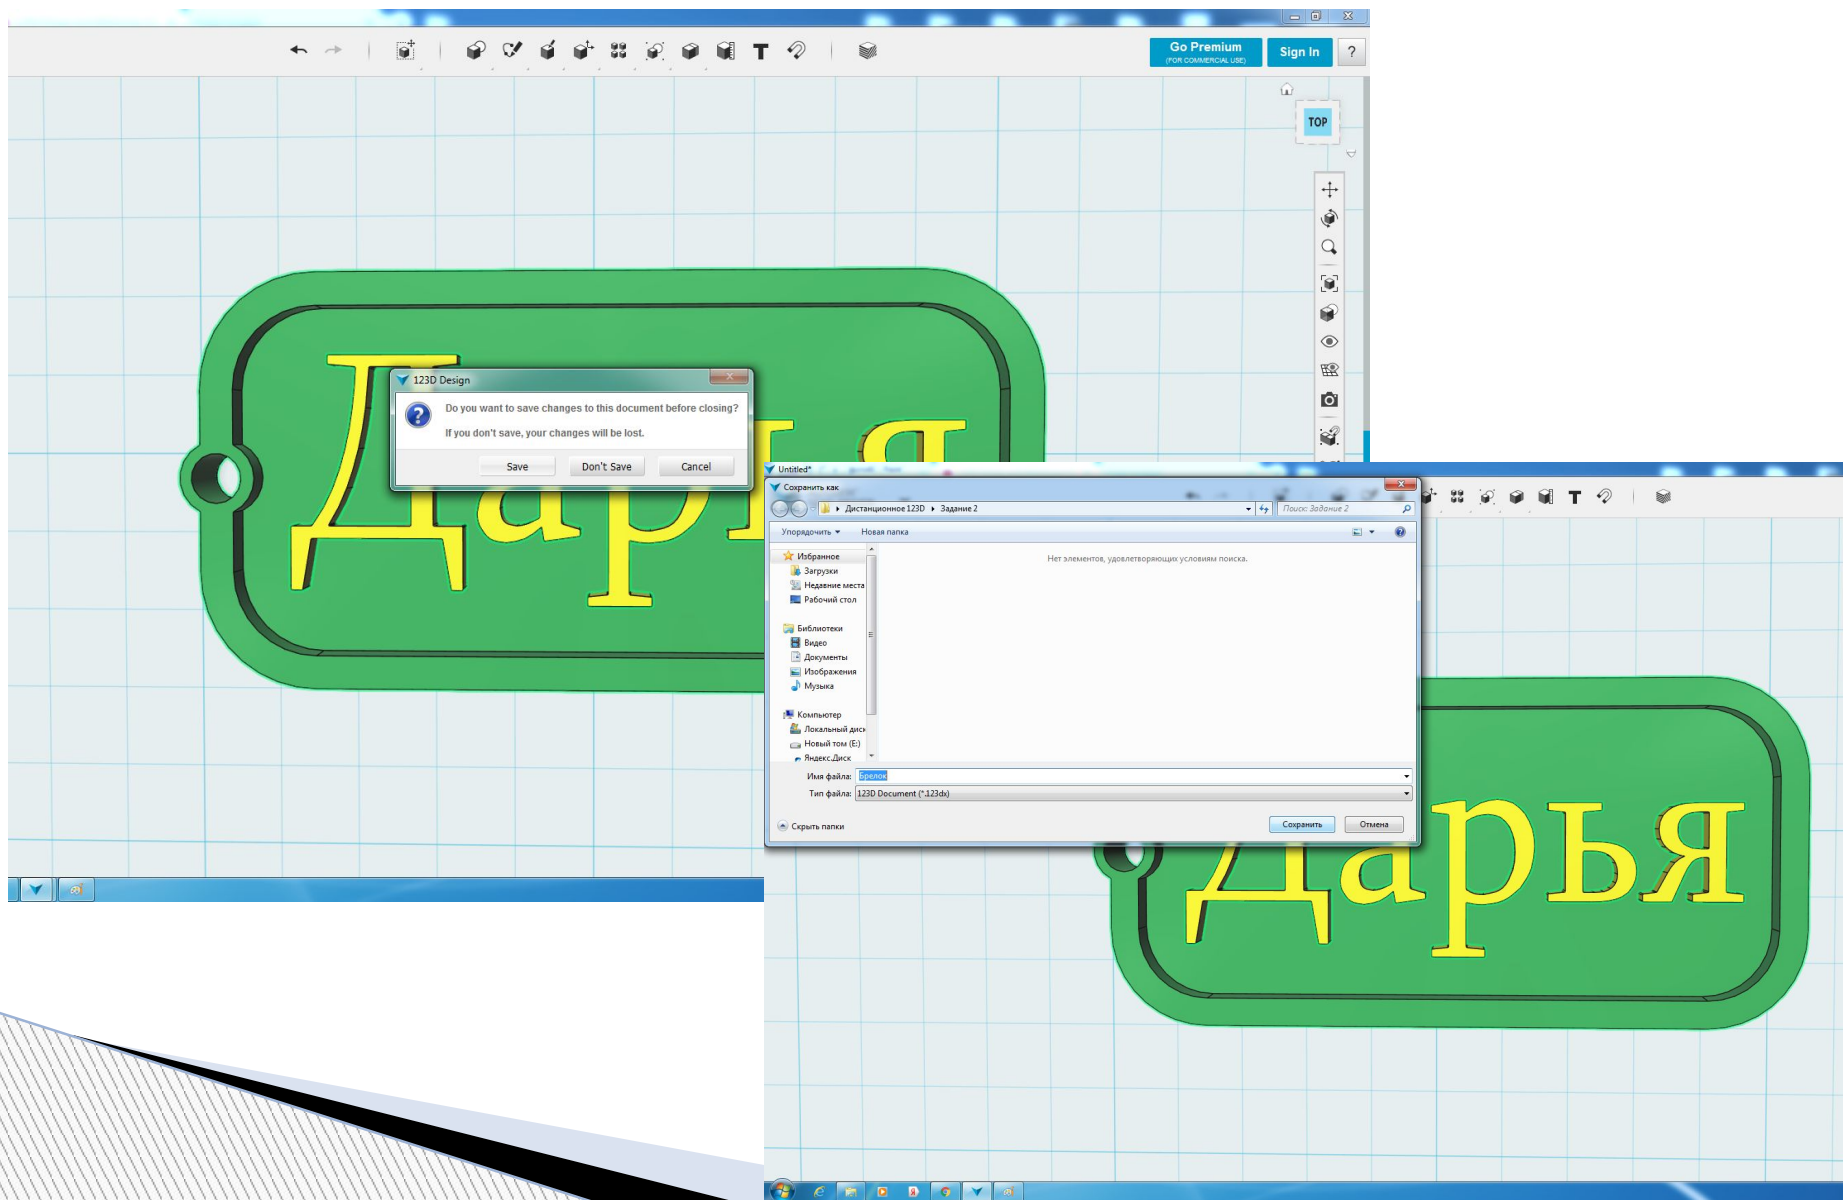 Go Premium
(FOR COMMERCIAL USE)
Sign In
?
TOP
123D Design
Do you want to save changes to this document before closing?
If you don't save, your changes will be lost.
Save
Don't Save
Cancel
Untitled*
Сохранить как
Дистанционное 123D
Задание 2
Поиск: Задание 2
Упорядочить
Новая папка
Избранное
Загрузки
Недавние места
Рабочий стол
Библиотеки
Видео
Документы
Изображения
Музыка
Компьютер
Локальный диск
Новый том (E:)
Яндекс.Диск
Нет элементов, удовлетворяющих условиям поиска.
Имя файла: Брелок
Тип файла: 123D Document (*.123dx)
Скрыть папки
Сохранить
Отмена
Дарья
Дарья